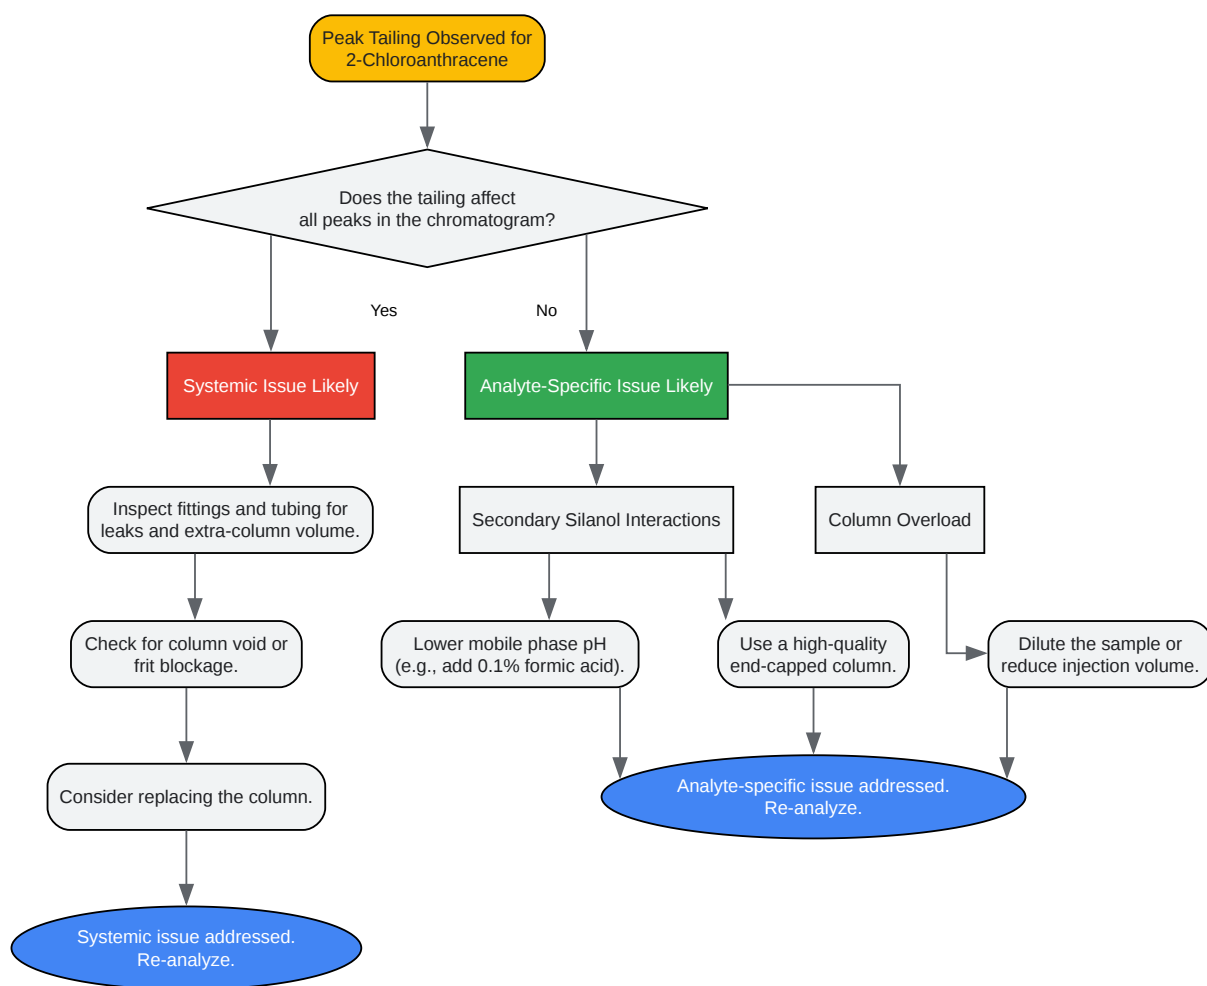 Peak Tailing Observed for
2-Chloroanthracene
Does the tailing affect
all peaks in the chromatogram?
Yes
No
Systemic Issue Likely
Analyte-Specific Issue Likely
Inspect fittings and tubing for
leaks and extra-column volume.
Secondary Silanol Interactions
Column Overload
Check for column void or
frit blockage.
Lower mobile phase pH
(e.g., add 0.1% formic acid).
Use a high-quality
end-capped column.
Dilute the sample or
reduce injection volume.
Consider replacing the column.
Analyte-specific issue addressed.
Re-analyze.
Systemic issue addressed.
Re-analyze.